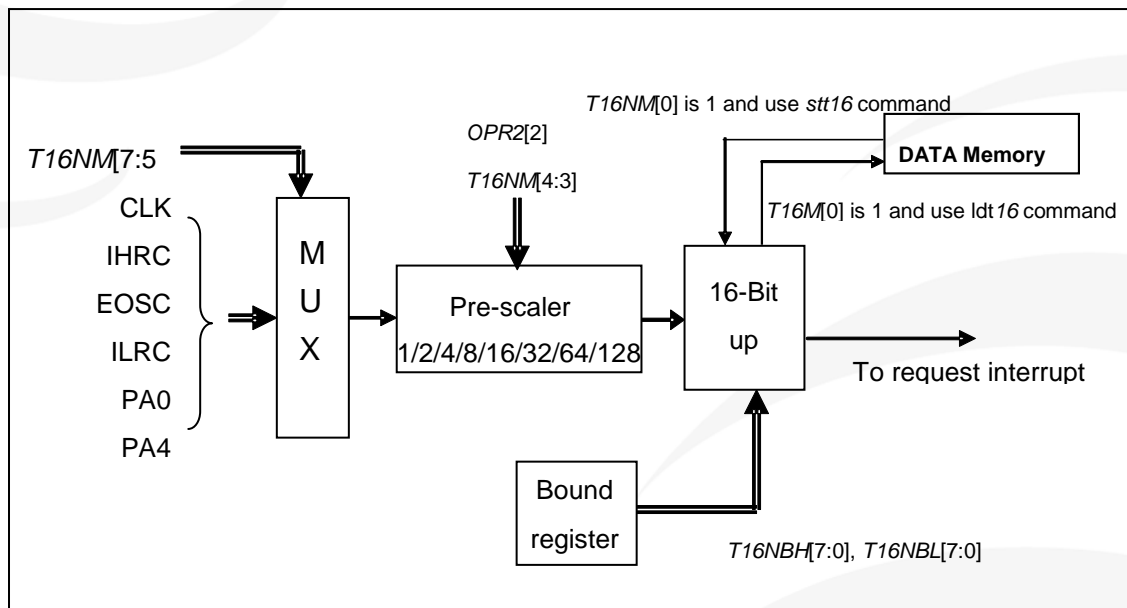 T16NM[0] is 1 and use stt16 command
OPR2[2]
T16NM[7:5
DATA Memory
T16NM[4:3]
CLK
T16M[0] is 1 and use ldt16 command
IHRC
M
U
X
EOSC
Pre-scaler
1/2/4/8/16/32/64/128
16-Bit
up
ILRC
PA0
To request interrupt
PA4
Bound
register
T16NBH[7:0], T16NBL[7:0]